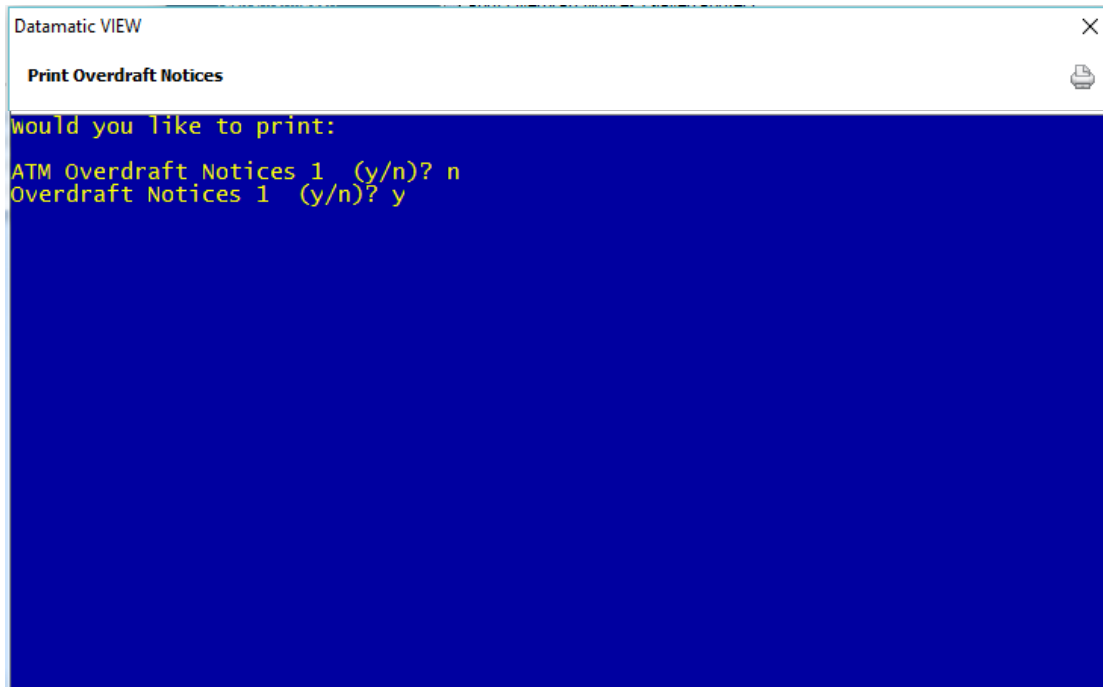 Datamatic VIEW
Print Overdraft Notices
Would you like to print:
ATM Overdraft Notices 1  (y/n)? n
Overdraft Notices 1  (y/n)? y